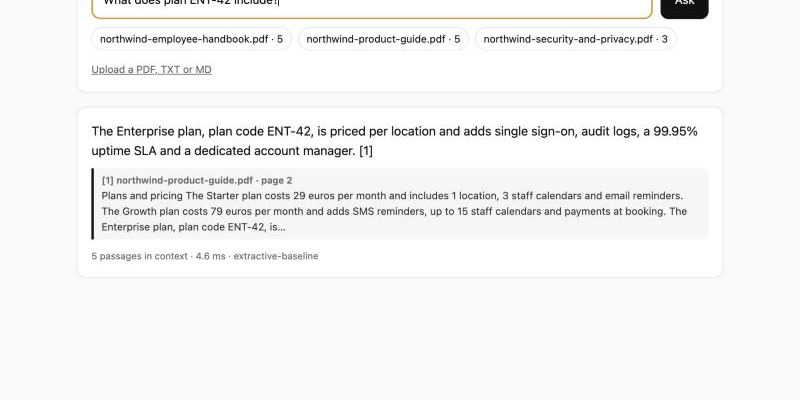 What does plan ENT-42 include?
Ask
northwind-employee-handbook.pdf · 5
northwind-product-guide.pdf · 5
northwind-security-and-privacy.pdf · 3
Upload a PDF, TXT or MD
The Enterprise plan, plan code ENT-42, is priced per location and adds single sign-on, audit logs, a 99.95%
uptime SLA and a dedicated account manager. [1]
[1] northwind-product-guide.pdf · page 2
Plans and pricing The Starter plan costs 29 euros per month and includes 1 location, 3 staff calendars and email reminders.
The Growth plan costs 79 euros per month and adds SMS reminders, up to 15 staff calendars and payments at booking. The
Enterprise plan, plan code ENT-42, is…
5 passages in context · 4.6 ms · extractive-baseline